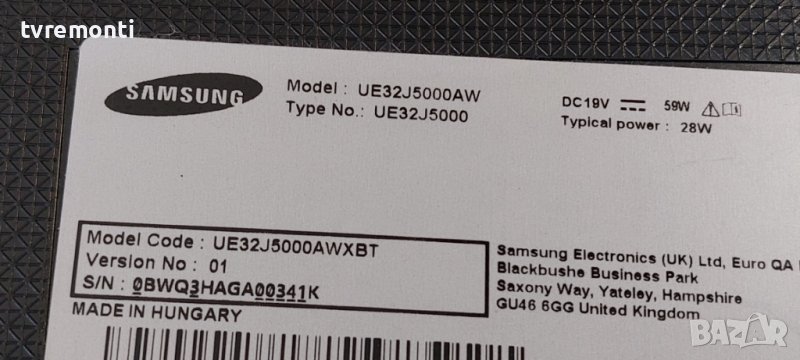 tvremonti
SAMSUNG
Model : UE32J5000AW
Type No.: UE32J5000
DC19V 59W
Typical power : 28W
Model Code : UE32J5000AWXBT
Version No : 01
S/N : 0BWQ3HAGA00341K
MADE IN HUNGARY
Samsung Electronics (UK) Ltd, Euro QA
Blackbushe Business Park
Saxony Way, Yateley, Hampshire
GU46 6GG United Kingdom
BAZAR